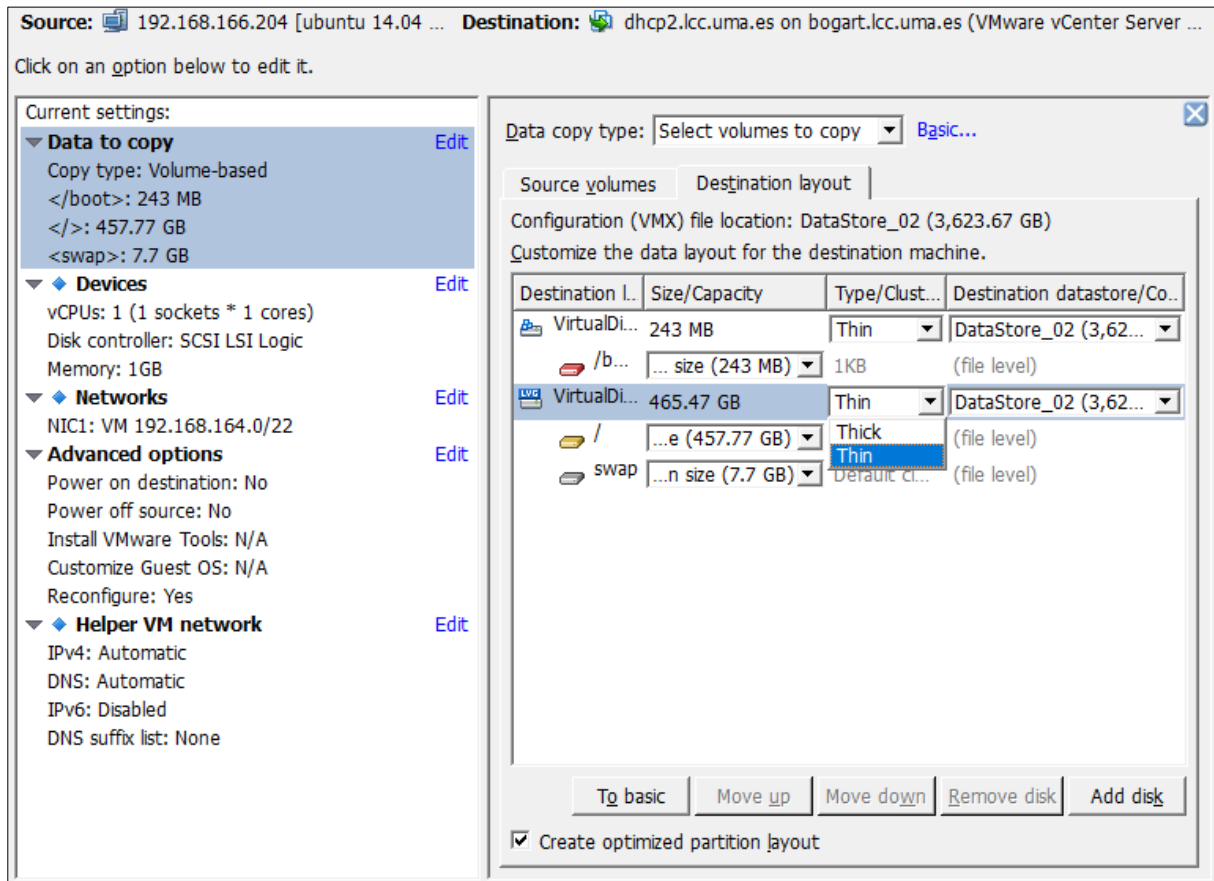 Source: 192.168.166.204 [ubuntu 14.04 ... Destination: dhcp2.lcc.uma.es on bogart.lcc.uma.es (VMware vCenter Server ...
Click on an option below to edit it.
Current settings:
Data to copy Edit
Copy type: Volume-based
</boot>: 243 MB
</>: 457.77 GB
<swap>: 7.7 GB
Devices Edit
vCPUs: 1 (1 sockets * 1 cores)
Disk controller: SCSI LSI Logic
Memory: 1GB
Networks Edit
NIC1: VM 192.168.164.0/22
Advanced options Edit
Power on destination: No
Power off source: No
Install VMware Tools: N/A
Customize Guest OS: N/A
Reconfigure: Yes
Helper VM network Edit
IPv4: Automatic
DNS: Automatic
IPv6: Disabled
DNS suffix list: None
Data copy type: Select volumes to copy Basic...
Source volumes Destination layout
Configuration (VMX) file location: DataStore_02 (3,623.67 GB)
Customize the data layout for the destination machine.
Destination l.. Size/Capacity Type/Clust... Destination datastore/Co..
VirtualDi... 243 MB Thin DataStore_02 (3,62...
/b... ... size (243 MB) 1KB (file level)
LVG VirtualDi... 465.47 GB Thin DataStore_02 (3,62...
/ ...e (457.77 GB) Thick (file level)
Thin
swap ...n size (7.7 GB) Default cl... (file level)
To basic Move up Move down Remove disk Add disk
Create optimized partition layout